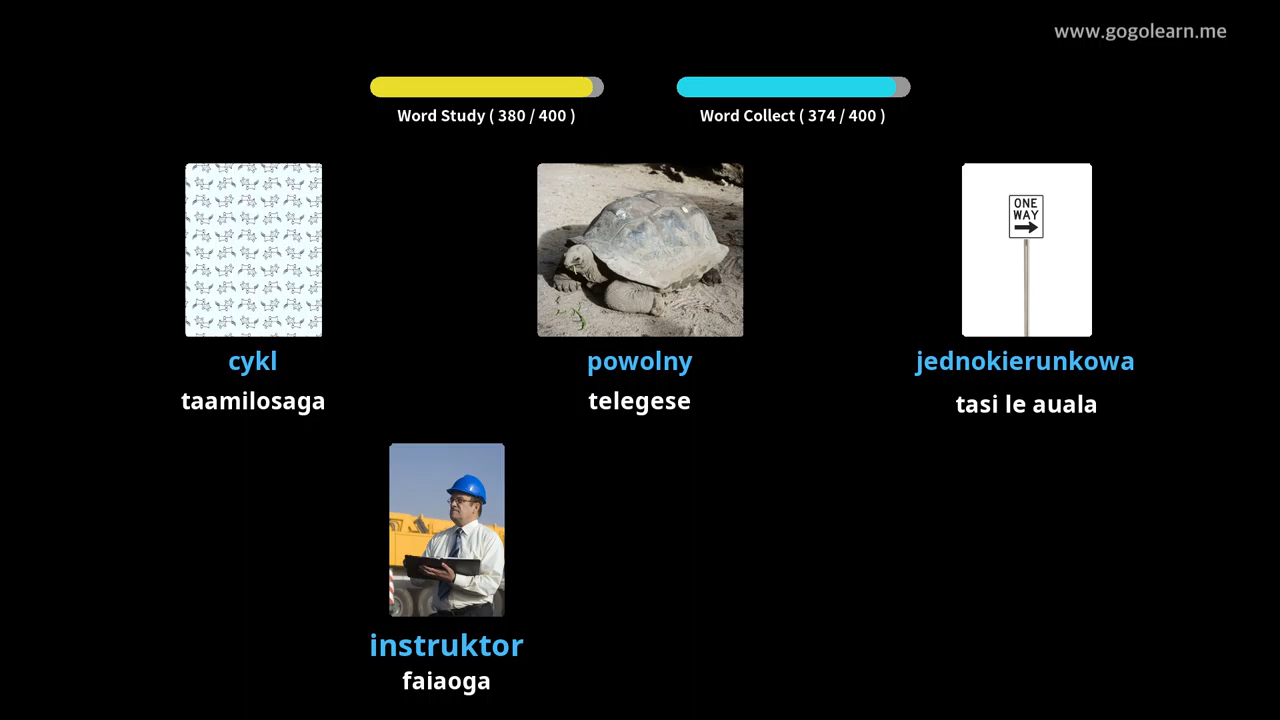 www.gogolearn.me
Word Study ( 380 / 400 )
Word Collect ( 374 / 400 )
ONE
WAY
cykl
taamilosaga
powolny
telegese
jednokierunkowa
tasi le auala
instruktor
faiaoga